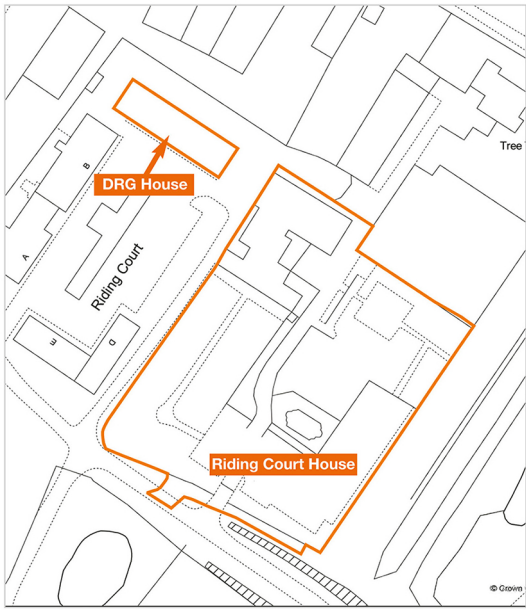 Tree
DRG House
B
A
Riding Court
E
D
Riding Court House
© Crown